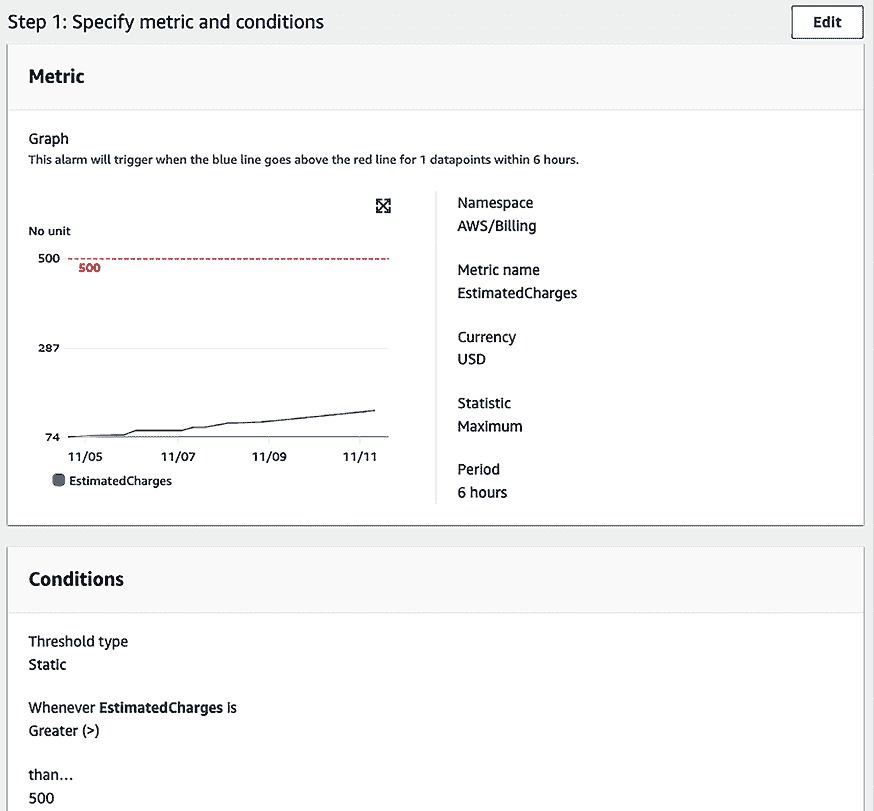 Step 1: Specify metric and conditions
Edit
Metric
Graph
This alarm will trigger when the blue line goes above the red line for 1 datapoints within 6 hours.
No unit
500
500
287
74
11/05 11/07 11/09 11/11
EstimatedCharges
Namespace
AWS/Billing
Metric name
EstimatedCharges
Currency
USD
Statistic
Maximum
Period
6 hours
Conditions
Threshold type
Static
Whenever EstimatedCharges is
Greater (>)
than...
500